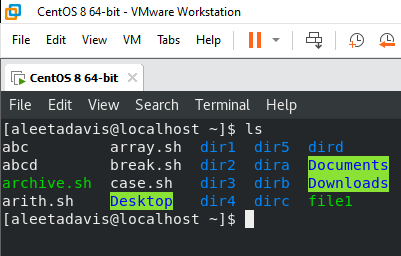 CentOS 8 64-bit - VMware Workstation
File Edit View VM Tabs Help
CentOS 8 64-bit
File Edit View Search Terminal Help
[aleetadavis@localhost ~]$ ls
abc array.sh dir1 dir5 dird
abcd break.sh dir2 dira Documents
archive.sh case.sh dir3 dirb Downloads
arith.sh Desktop dir4 dirc file1
[aleetadavis@localhost ~]$